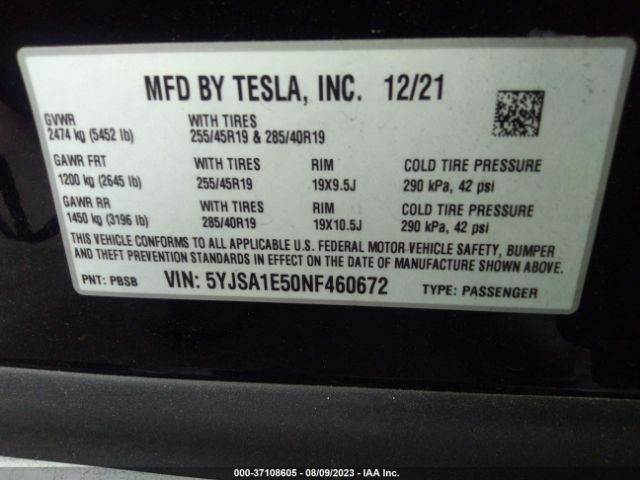 MFD BY TESLA, INC. 12/21
GVWR
2474 kg (5452 lb)
WITH TIRES
255/45R19 & 285/40R19
GAWR FRT
1200 kg (2645 lb)
WITH TIRES
255/45R19
RIM
19X9.5J
COLD TIRE PRESSURE
290 kPa, 42 psi
GAWR RR
1450 kg (3196 lb)
WITH TIRES
285/40R19
RIM
19X10.5J
COLD TIRE PRESSURE
290 kPa, 42 psi
THIS VEHICLE CONFORMS TO ALL APPLICABLE U.S. FEDERAL MOTOR VEHICLE SAFETY, BUMPER
AND THEFT PREVENTION STANDARDS IN EFFECT ON THE DATE OF MANUFACTURE SHOWN ABOVE.
PNT: PBSB
VIN: 5YJSA1E50NF460672
TYPE: PASSENGER
000-37108605 - 08/09/2023 - IAA Inc.